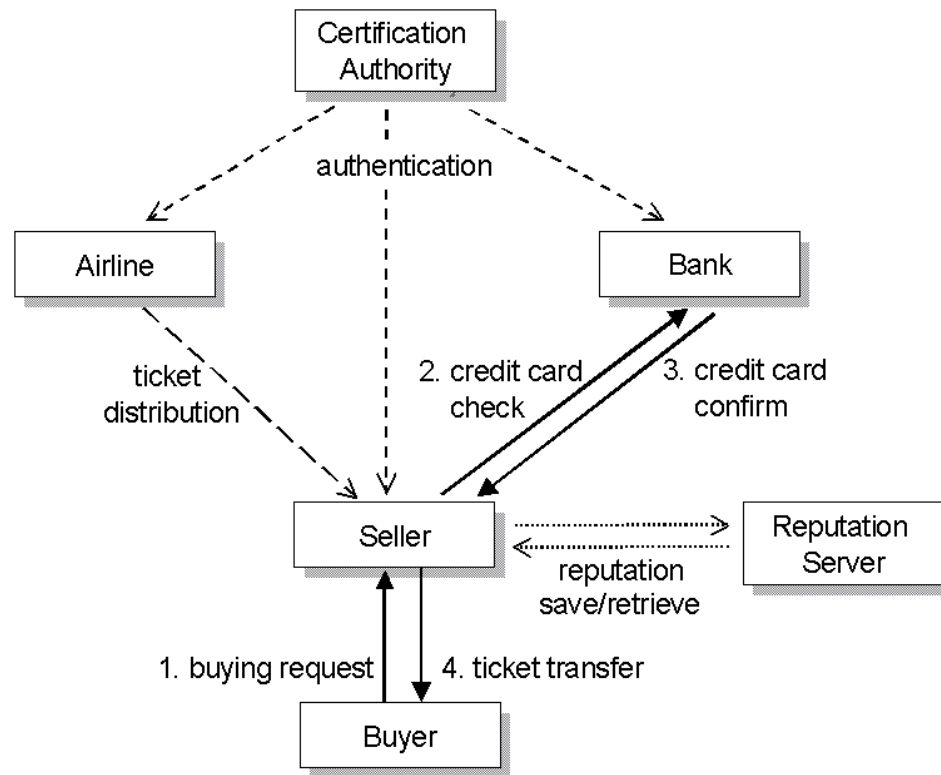 Certification
Authority
authentication
Airline
Bank
ticket
distribution
2. credit card
check
3. credit card
confirm
Seller
Reputation
Server
reputation
save/retrieve
1. buying request
4. ticket transfer
Buyer